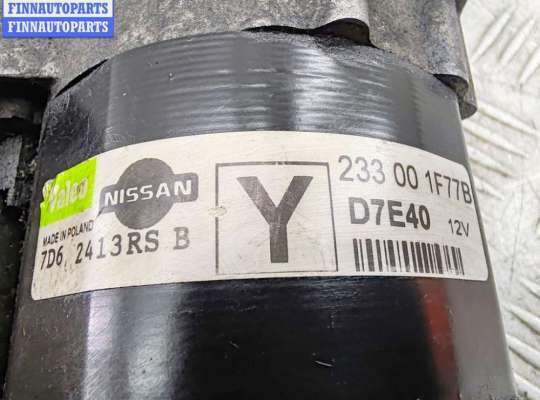 FINNAUTOPARTS
FINNAUTOPARTS
Valeo
NISSAN
MADE IN POLAND
7D6 2413RS B
Y
233 00 1F77B
D7E40 12V